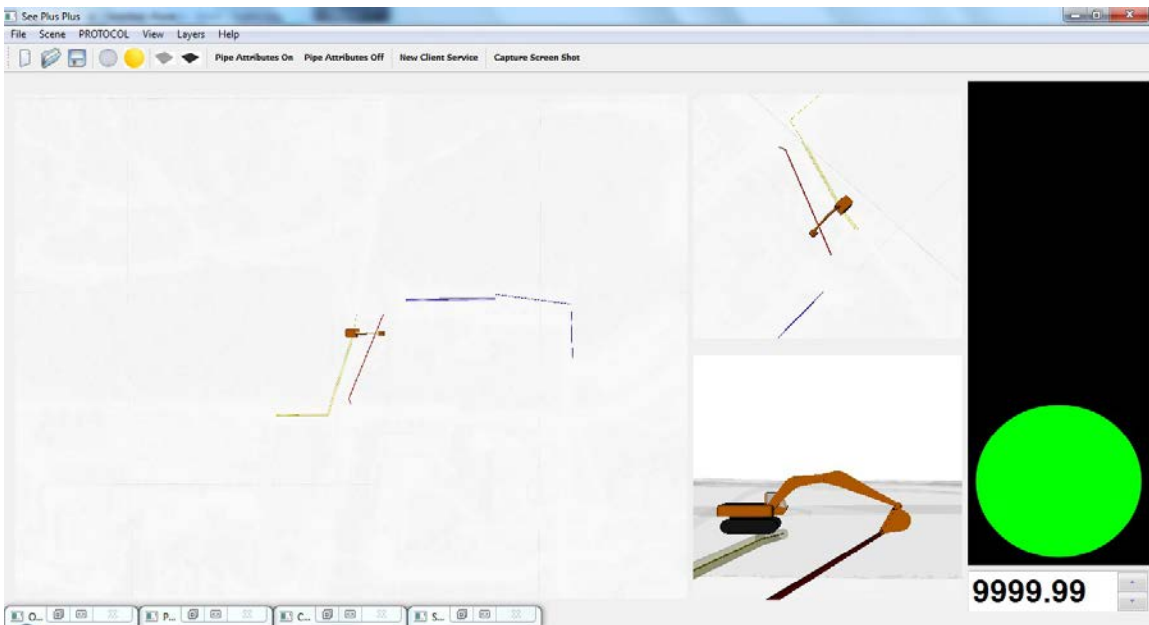 See Plus Plus
File Scene PROTOCOL View Layers Help
Pipe Attributes On Pipe Attributes Off New Client Service Capture Screen Shot
9999.99
O... P... C... S...